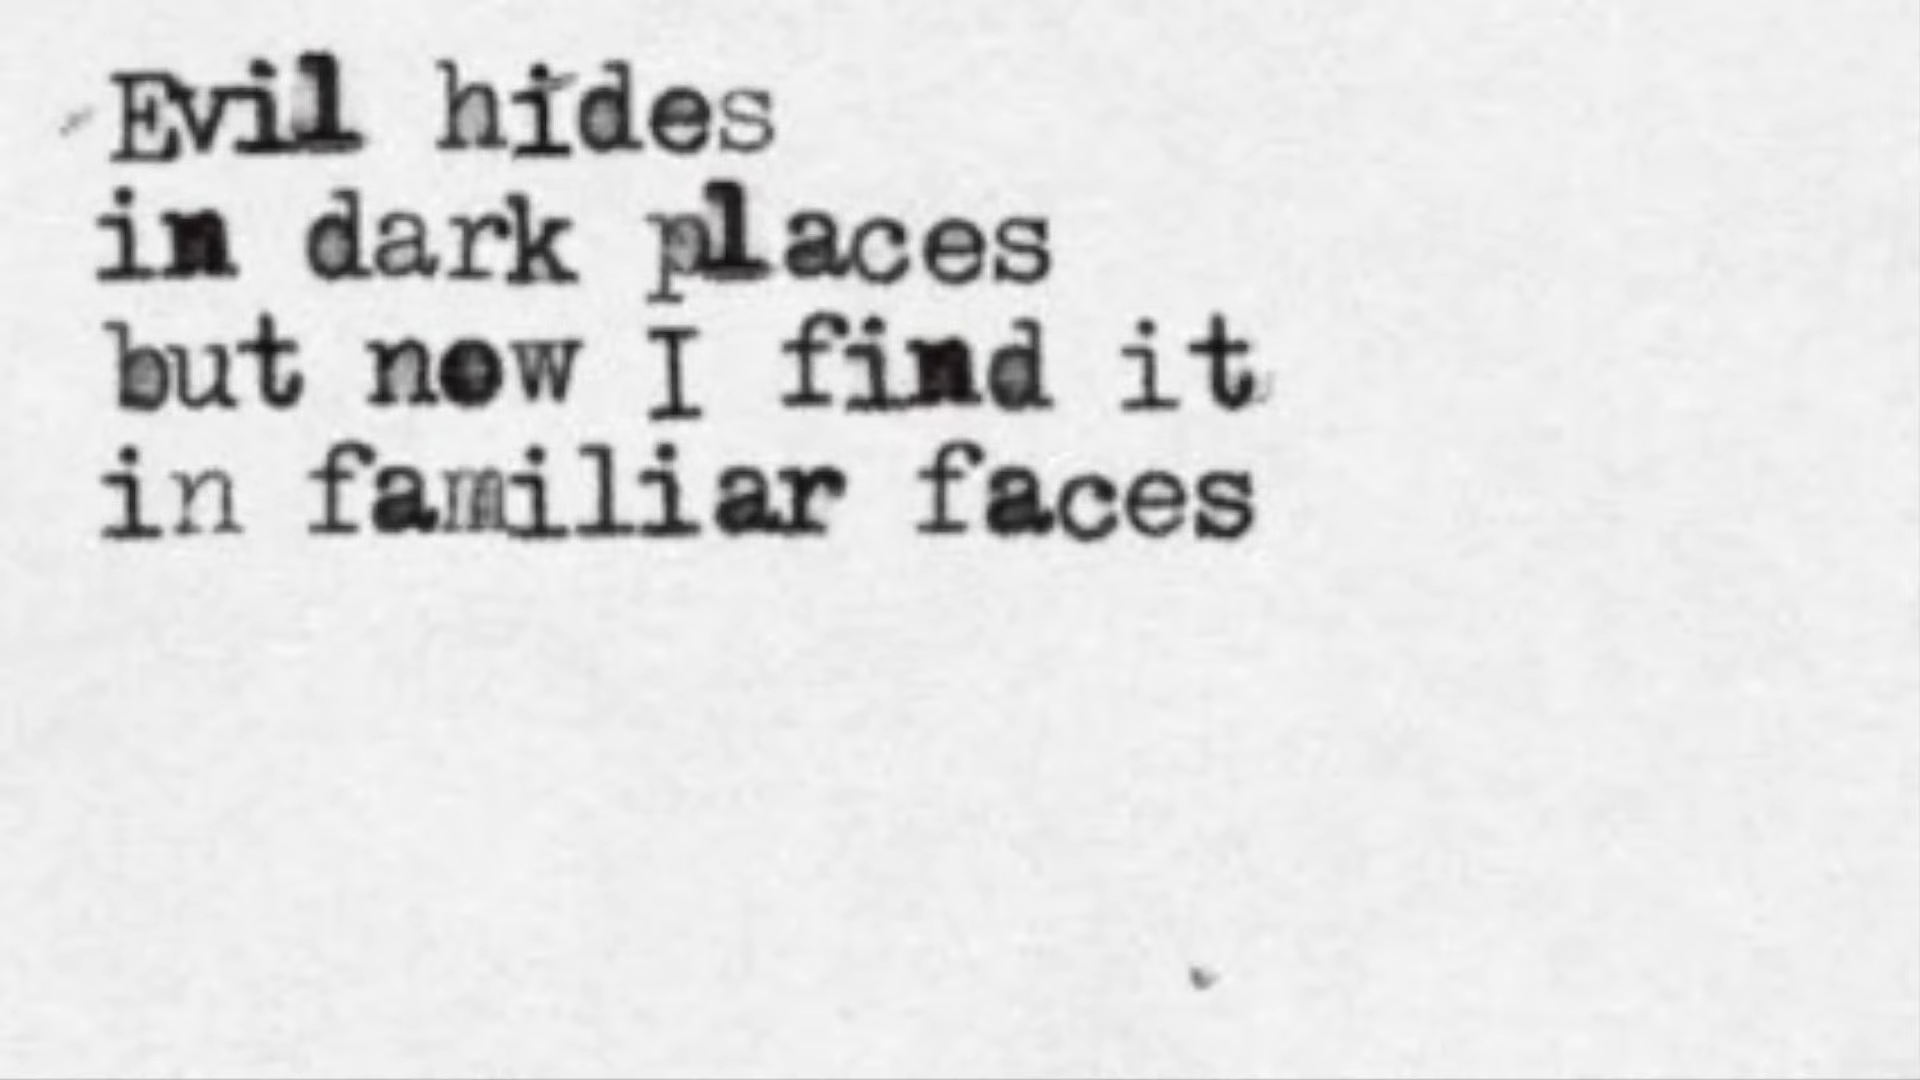 Evil hides
in dark places
but now I find it
in familiar faces